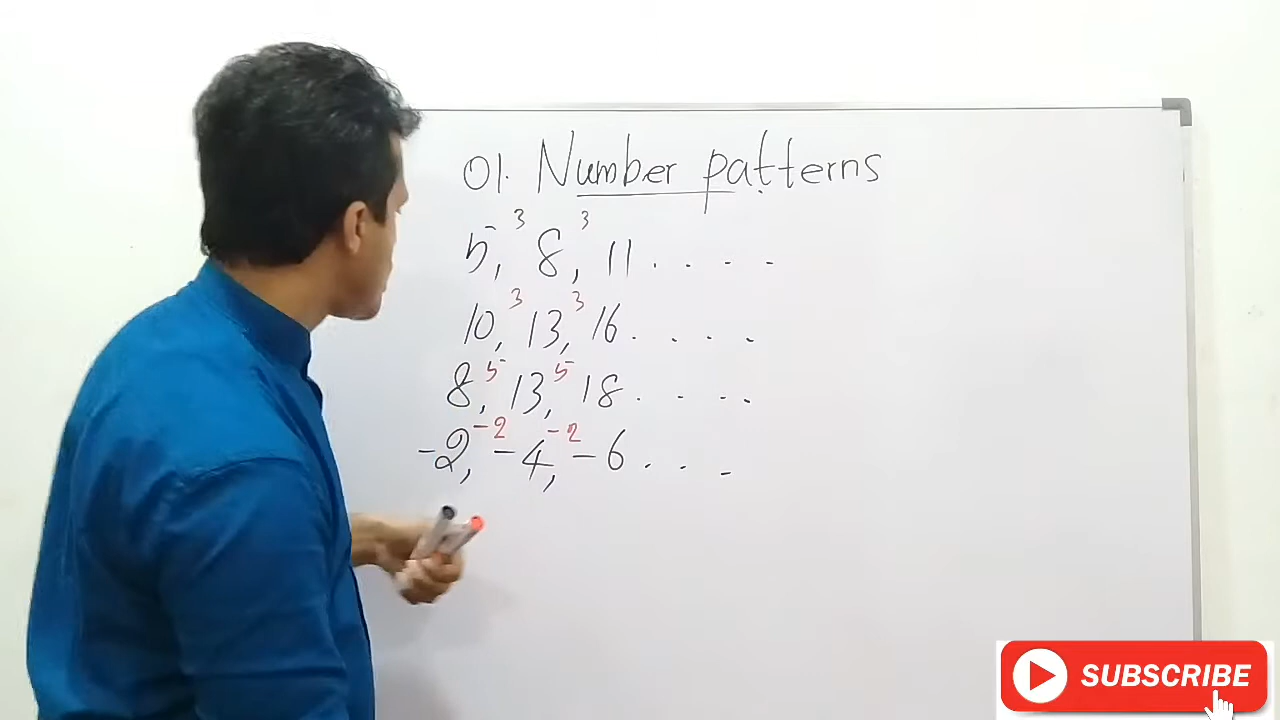 01. Number patterns
3 3
5, 8, 11 . . . .
3 3
10, 13, 16 . . . .
5 5
8, 13, 18 . . . .
-2 -2
-2, -4, -6 . . .
SUBSCRIBE